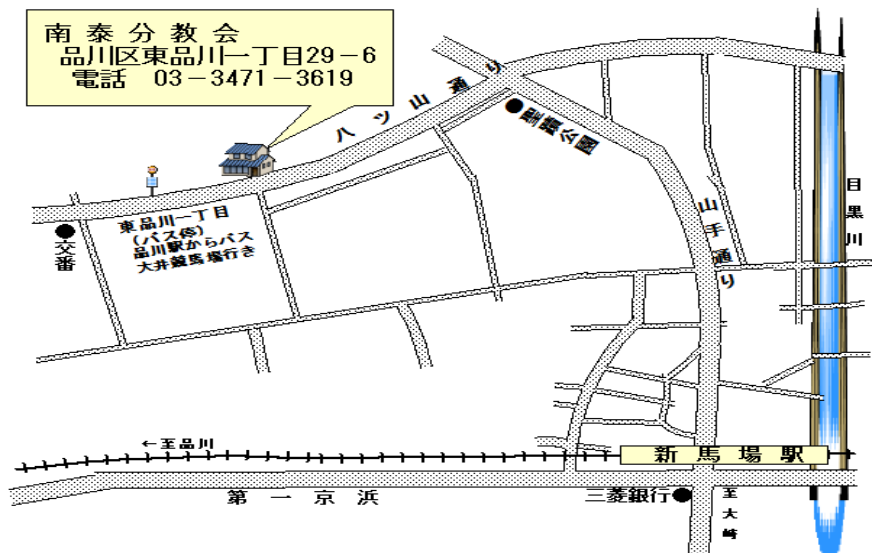 南泰分教会
品川区東品川一丁目29-6
電話 03-3471-3619
八ツ山通り
聖蹟公園
山手通り
目黒川
交番
東品川一丁目
(バス停)
品川駅からバス
大井競馬場行き
←至品川
新馬場駅
第一京浜
三菱銀行
至大崎